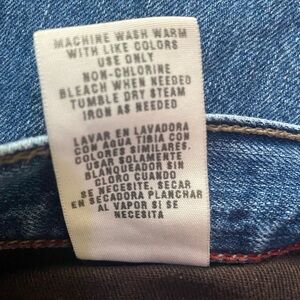 MACHINE WASH WARM
WITH LIKE COLORS
USE ONLY
NON-CHLORINE
BLEACH WHEN NEEDED
TUMBLE DRY STEAM
IRON AS NEEDED
LAVAR EN LAVADORA
CON AGUA TIBIA CON
COLORES SIMILARES.
USAR SOLAMENTE
BLANQUEADOR SIN
CLORO CUANDO
SE NECESITE, SECAR
EN SECADORA PLANCHAR
AL VAPOR SI SE
NECESITA